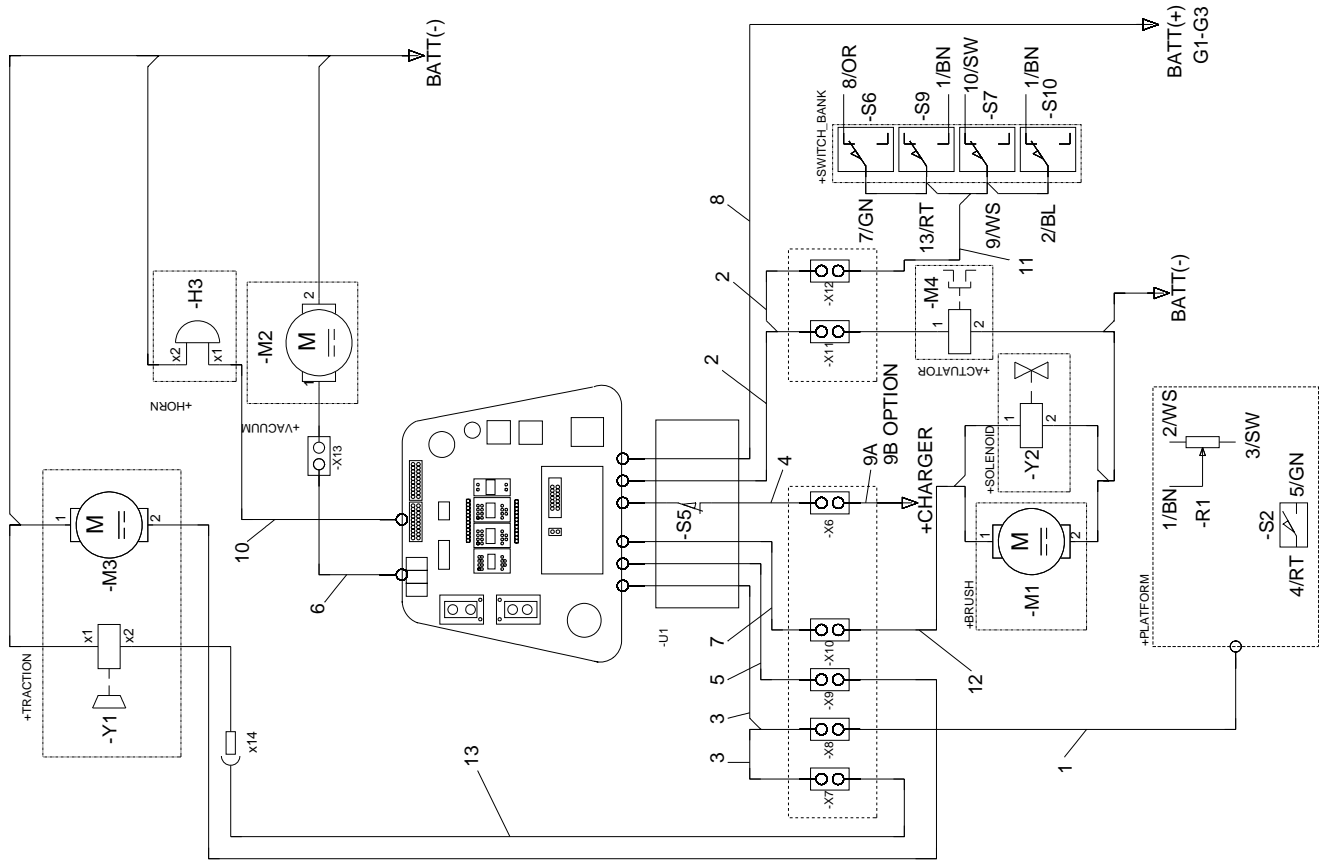 BATT(-)
-H3
x2
x1
+HORN
-M2
M
1
2
+VACUUM
-X13
1
M
2
-M3
x1
x2
-Y1
+TRACTION
x14
10
6
13
-U1
-S5
8
2
2
4
7
5
3
3
-X12
-X11
-X6
-X10
-X9
-X8
-X7
11
9A
9B OPTION
+CHARGER
12
1
+SWITCH_BANK
8/OR
-S6
-S9
1/BN
10/SW
-S7
1/BN
-S10
7/GN
13/RT
9/WS
2/BL
BATT(+)
G1-G3
-M4
1
2
+ACTUATOR
BATT(-)
+SOLENOID
1
2
-Y2
1
M
2
-M1
+BRUSH
+PLATFORM
2/WS
1/BN
-R1
3/SW
-S2
5/GN
4/RT